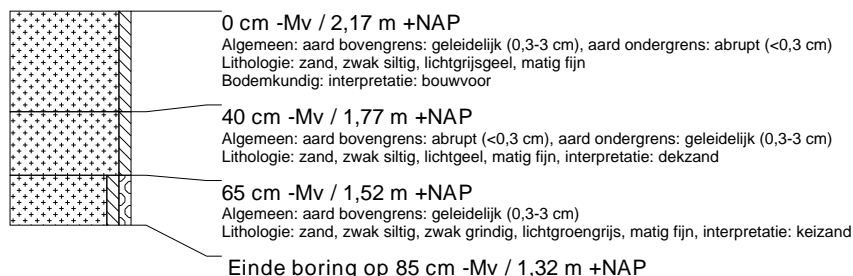 0 cm -Mv / 2,17 m +NAP
Algemeen: aard bovengrens: geleidelijk (0,3-3 cm), aard ondergrens: abrupt (<0,3 cm)
Lithologie: zand, zwak siltig, lichtgrijsgeel, matig fijn
Bodemkundig: interpretatie: bouwvoor
40 cm -Mv / 1,77 m +NAP
Algemeen: aard bovengrens: abrupt (<0,3 cm), aard ondergrens: geleidelijk (0,3-3 cm)
Lithologie: zand, zwak siltig, lichtgeel, matig fijn, interpretatie: dekzand
65 cm -Mv / 1,52 m +NAP
Algemeen: aard bovengrens: geleidelijk (0,3-3 cm)
Lithologie: zand, zwak siltig, zwak grindig, lichtgroengrijs, matig fijn, interpretatie: keizand
Einde boring op 85 cm -Mv / 1,32 m +NAP